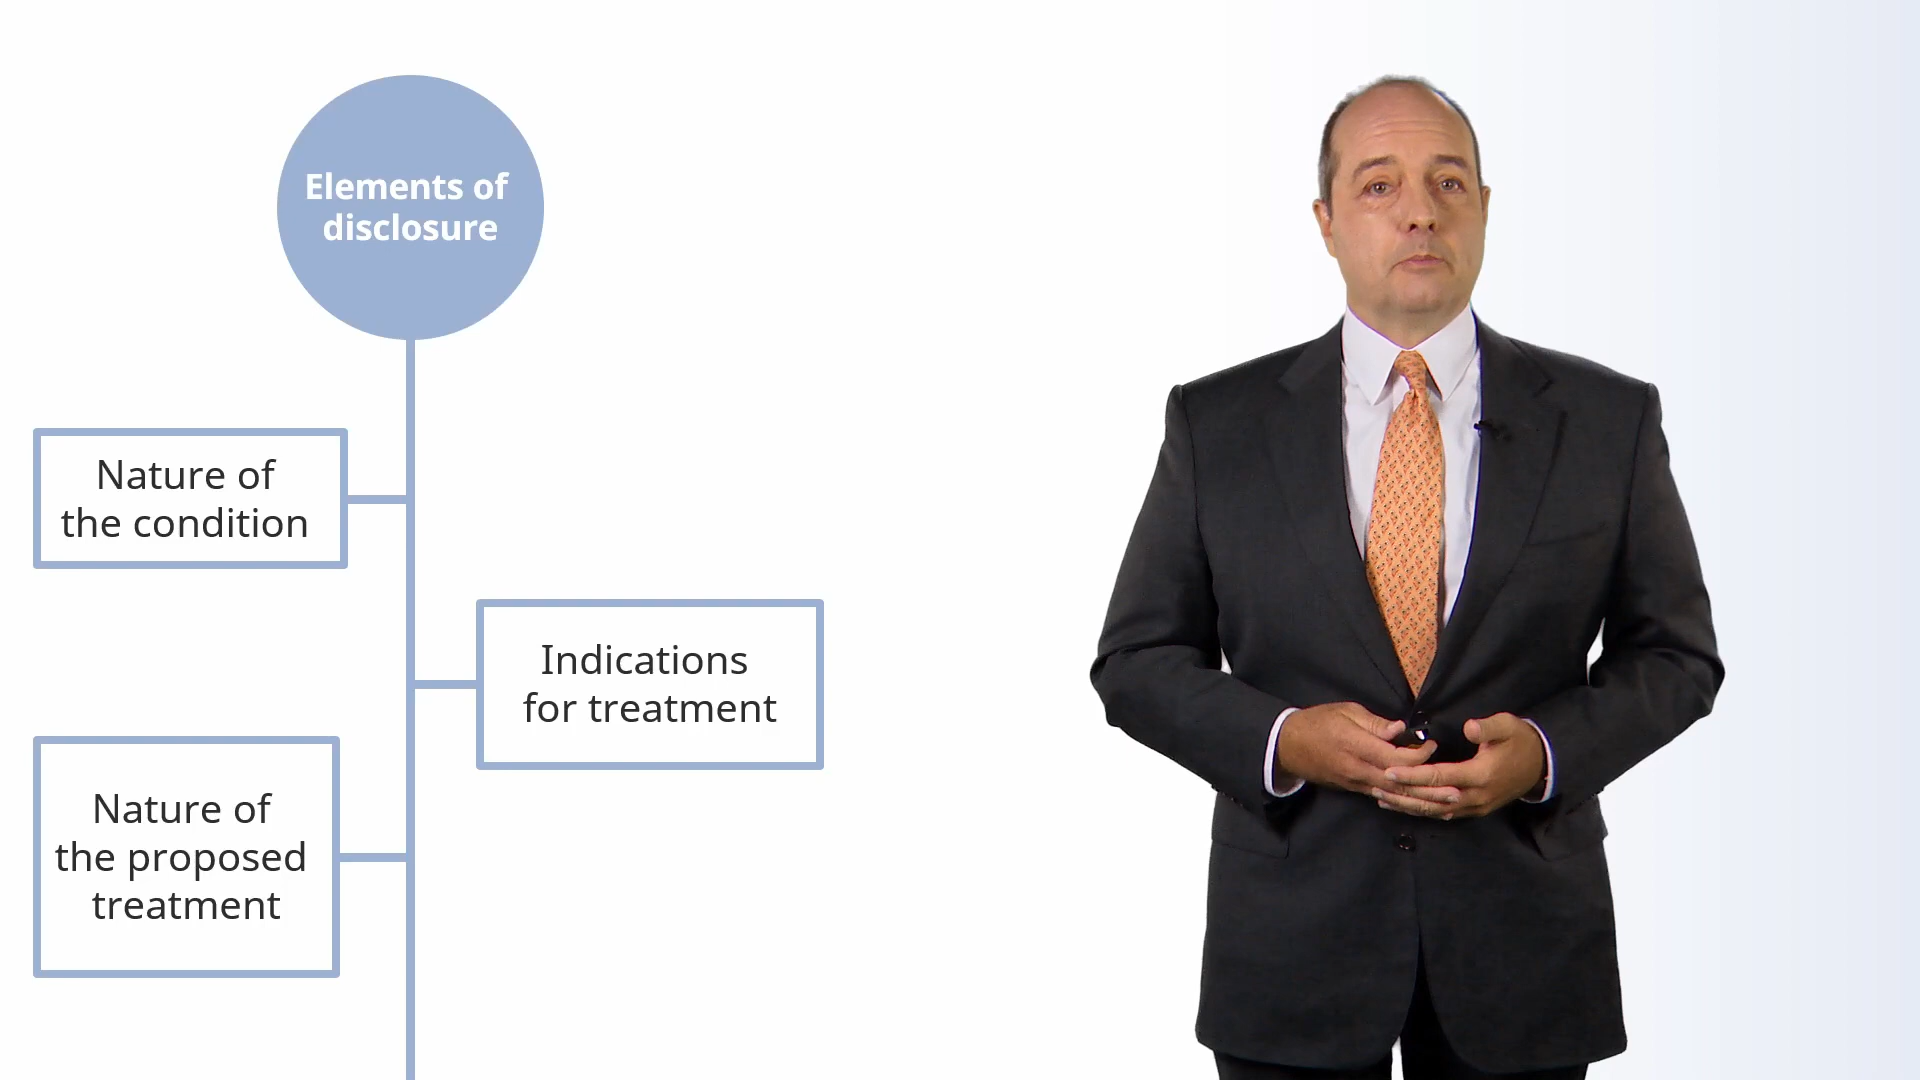 Elements of
disclosure
Nature of
the condition
Indications
for treatment
Nature of
the proposed
treatment